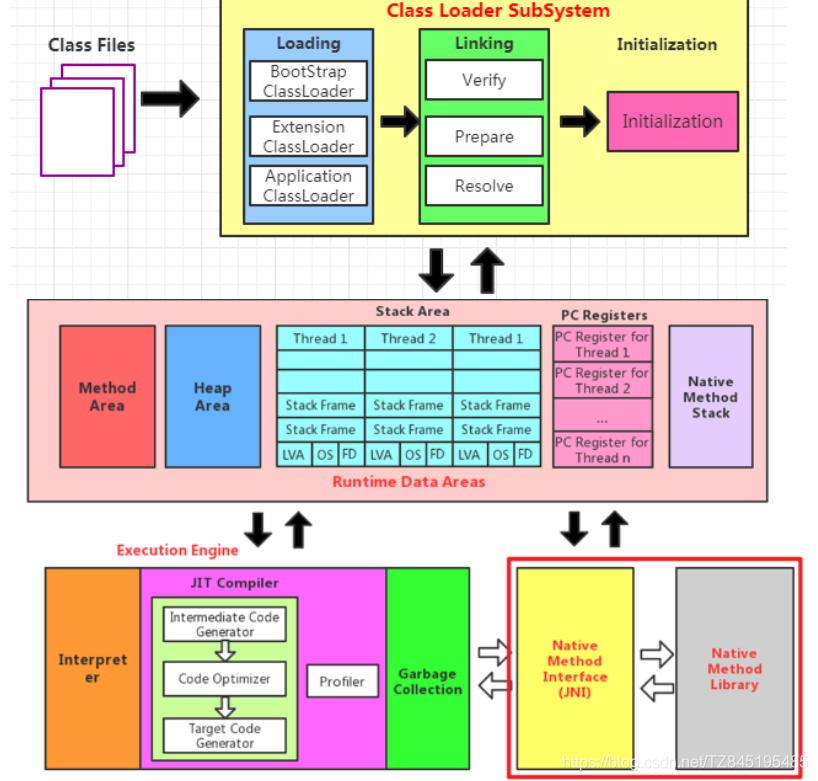 Class Loader SubSystem
Class Files
Loading
BootStrap
ClassLoader
Extension
ClassLoader
Application
ClassLoader
Linking
Verify
Prepare
Resolve
Initialization
Initialization
Method
Area
Heap
Area
Stack Area
Thread 1
Thread 2
Thread 1
Stack Frame
Stack Frame
Stack Frame
Stack Frame
Stack Frame
Stack Frame
LVA
OS
FD
LVA
OS
FD
LVA
OS
FD
PC Registers
PC Register for
Thread 1
PC Register for
Thread 2
...
PC Register for
Thread n
Native
Method
Stack
Runtime Data Areas
Execution Engine
Interpret
er
JIT Compiler
Intermediate Code
Generator
Code Optimizer
Target Code
Generator
Profiler
Garbage
Collection
Native
Method
Interface
(JNI)
Native
Method
Library
https://blog.csdn.net/TZ845195485